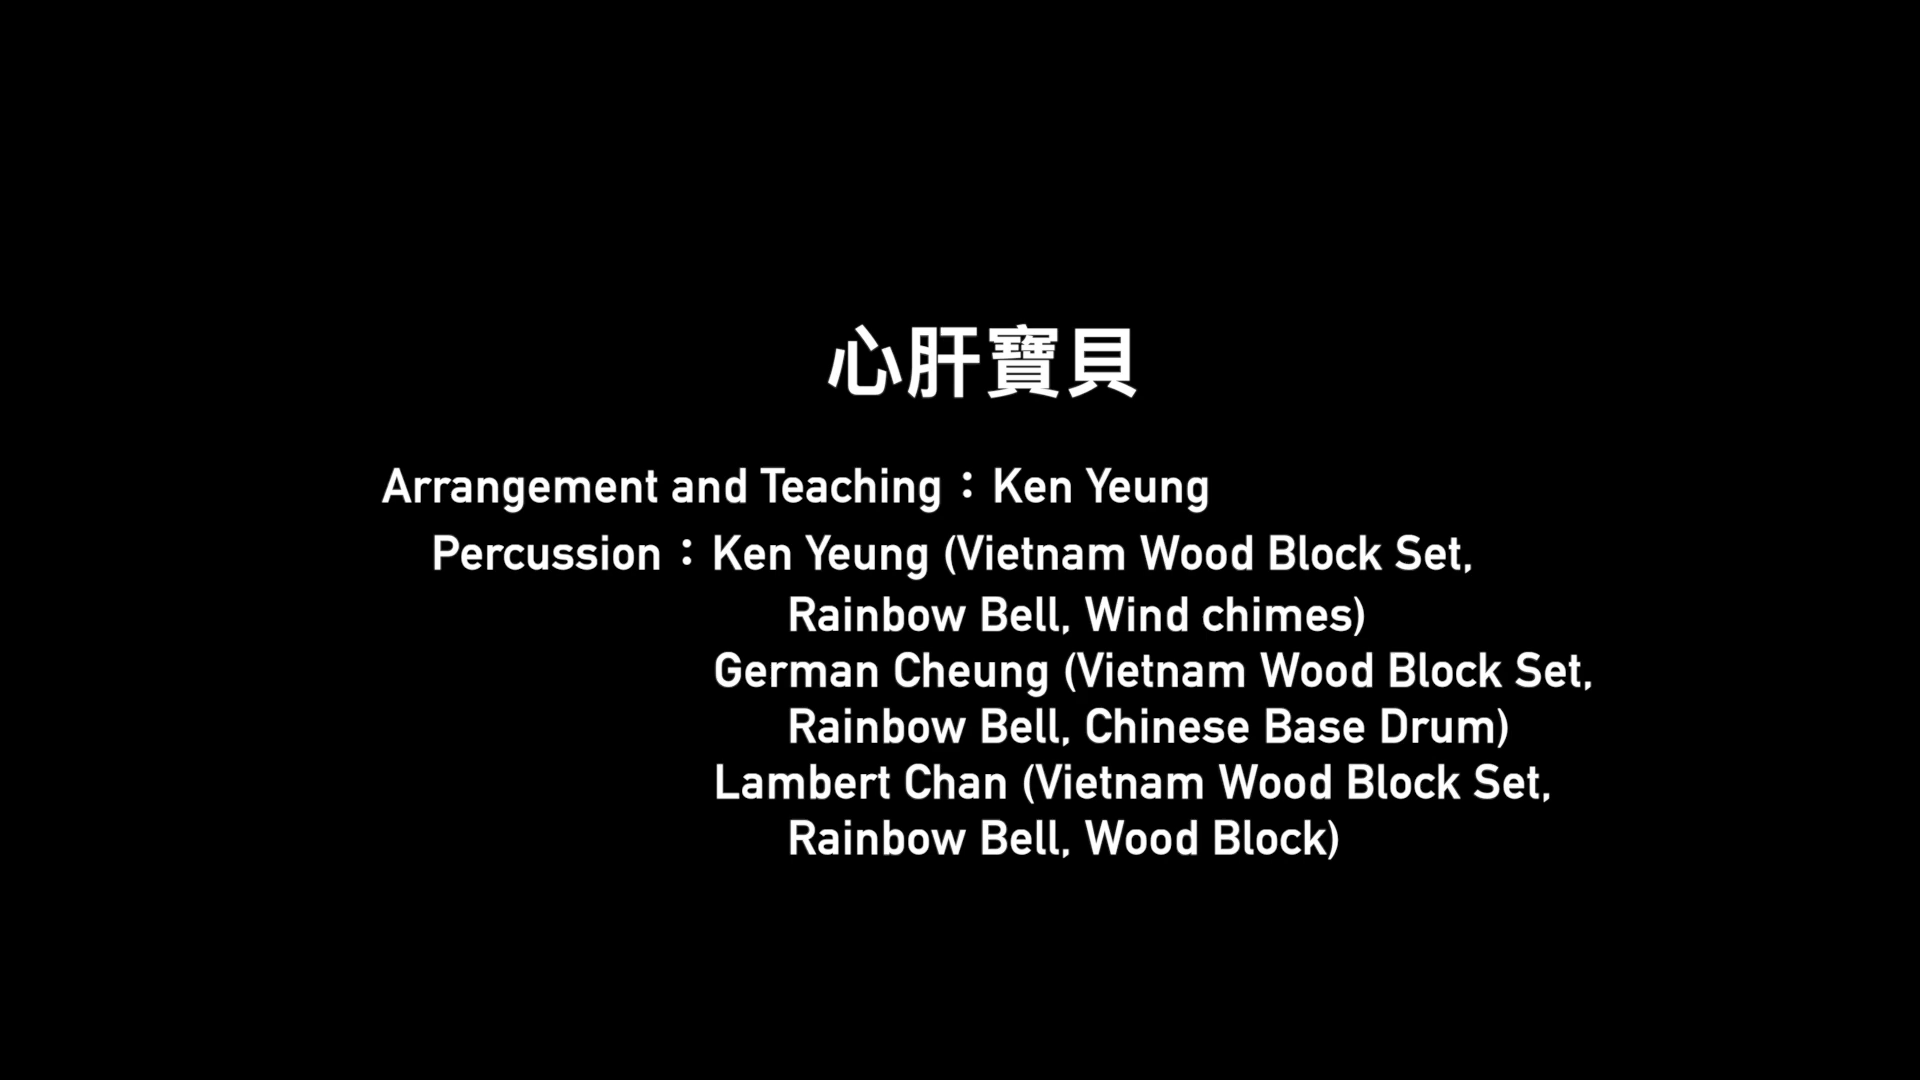 心肝寶貝
Arrangement and Teaching：Ken Yeung
Percussion：Ken Yeung (Vietnam Wood Block Set,
Rainbow Bell, Wind chimes)
German Cheung (Vietnam Wood Block Set,
Rainbow Bell, Chinese Base Drum)
Lambert Chan (Vietnam Wood Block Set,
Rainbow Bell, Wood Block)